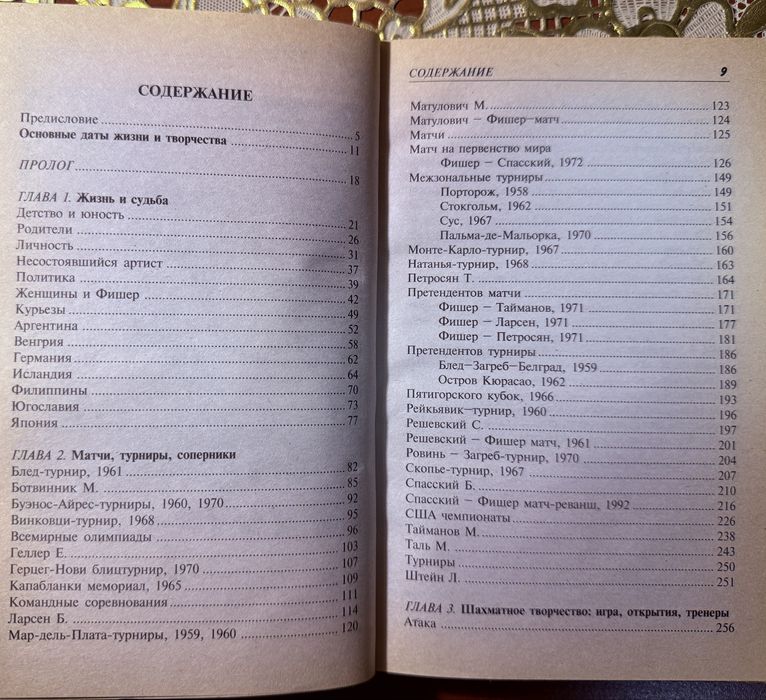 СОДЕРЖАНИЕ
Предисловие 5
Основные даты жизни и творчества 11
ПРОЛОГ 18
ГЛАВА 1. Жизнь и судьба
Детство и юность 21
Родители 26
Личность 31
Несостоявшийся артист 37
Политика 39
Женщины и Фишер 42
Курьезы 49
Аргентина 52
Венгрия 58
Германия 62
Исландия 64
Филиппины 70
Югославия 73
Япония 77
ГЛАВА 2. Матчи, турниры, соперники
Блед-турнир, 1961 82
Ботвинник М. 85
Буэнос-Айрес-турниры, 1960, 1970 92
Винковци-турнир, 1968 95
Всемирные олимпиады 96
Геллер Е. 103
Герцег-Нови блицтурнир, 1970 107
Капабланки мемориал, 1965 109
Командные соревнования 111
Ларсен Б. 114
Мар-дель-Плата-турниры, 1959, 1960 120
СОДЕРЖАНИЕ 9
Матулович М. 123
Матулович – Фишер–матч 124
Матчи 125
Матч на первенство мира
Фишер – Спасский, 1972 126
Межзональные турниры 149
Порторож, 1958 149
Стокгольм, 1962 151
Сус, 1967 154
Пальма-де-Мальорка, 1970 156
Монте-Карло-турнир, 1967 160
Натанья-турнир, 1968 163
Петросян Т. 164
Претендентов матчи 171
Фишер – Тайманов, 1971 171
Фишер – Ларсен, 1971 177
Фишер – Петросян, 1971 181
Претендентов турниры 186
Блед–Загреб–Белград, 1959 186
Остров Кюрасао, 1962 189
Пятигорского кубок, 1966 193
Рейкьявик–турнир, 1960 196
Решевский С. 197
Решевский – Фишер матч, 1961 201
Ровинь – Загреб-турнир, 1970 204
Скопье-турнир, 1967 207
Спасский Б. 210
Спасский – Фишер матч-реванш, 1992 216
США чемпионаты 226
Тайманов М. 238
Таль М. 243
Турниры 250
Штейн Л. 251
ГЛАВА 3. Шахматное творчество: игра, открытия, тренеры
Атака 256